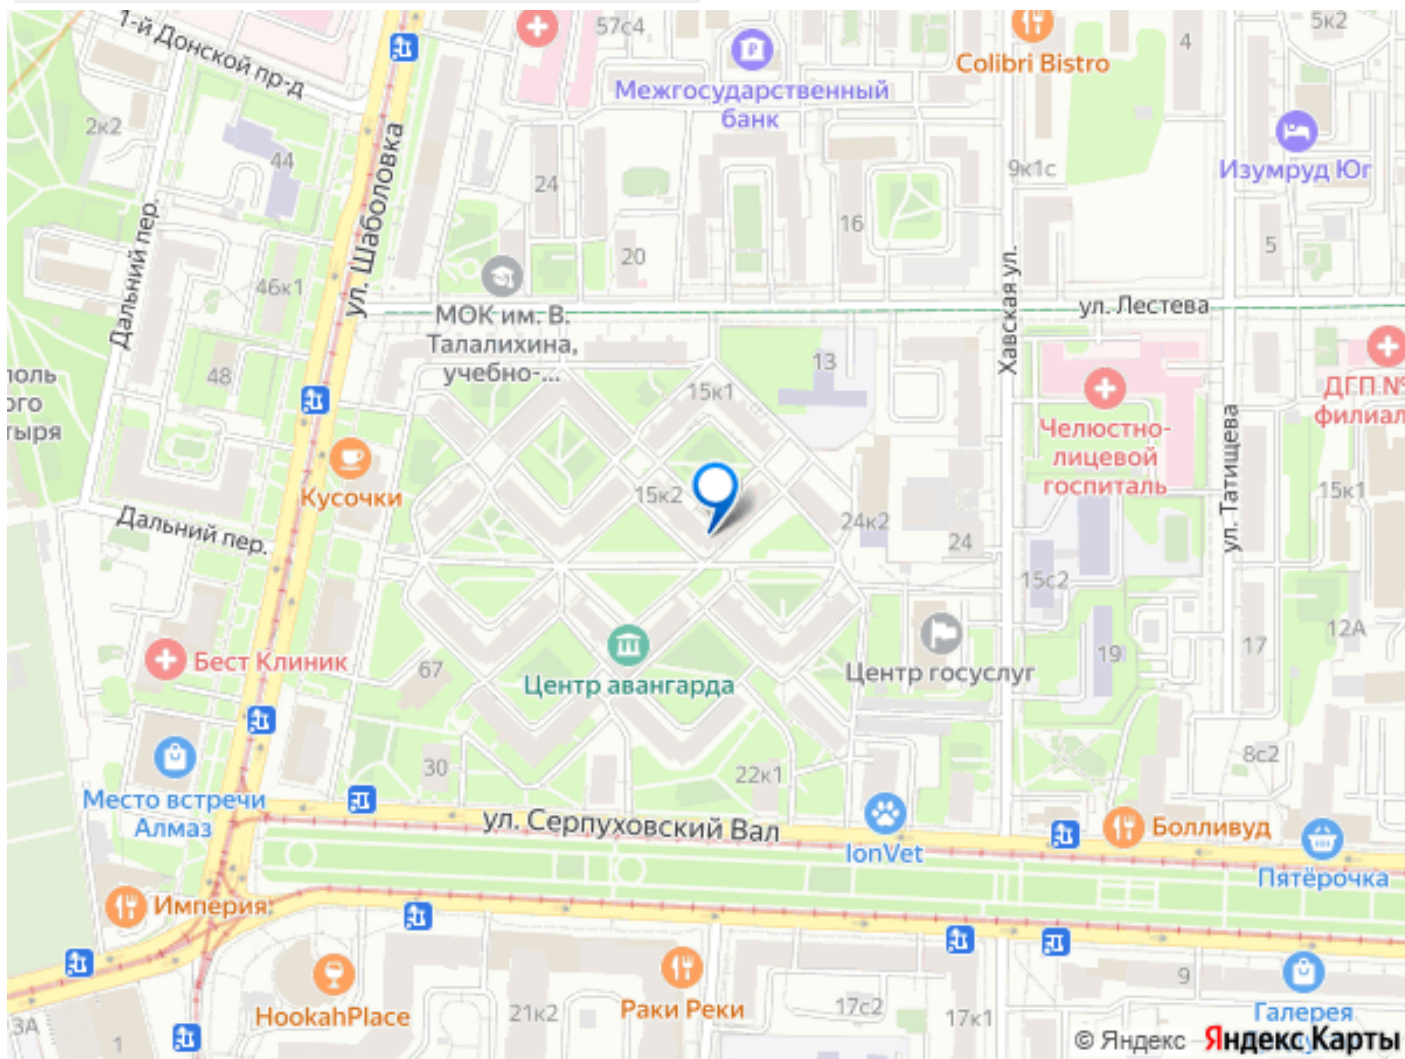 1-й Донской пр-д
57с4
Межгосударственный
банк
Colibri Bistro
4
5к2
Изумруд Юг
2к2
44
ул. Шаболовка
24
9к1с
16
5
Дальний пер.
20
46к1
Хавская ул.
ул. Лестева
МОК им. В.
Талалихина,
учебно-...
13
48
15к1
поль
ого
тыря
ДГП №
филиал
Челюстно-
лицевой
госпиталь
ул. Татищева
Кусочки
15к2
15к1
Дальний пер.
24к2
24
15с2
12А
Бест Клиник
67
Центр авангарда
Центр госуслуг
19
17
30
22к1
8с2
Место встречи
Алмаз
ул. Серпуховский Вал
IonVet
Болливуд
Пятёрочка
Империя.
HookahPlace
21к2
Раки Реки
17с2
17к1
9
Галерея
3А
1
© Яндекс Яндекс Карты